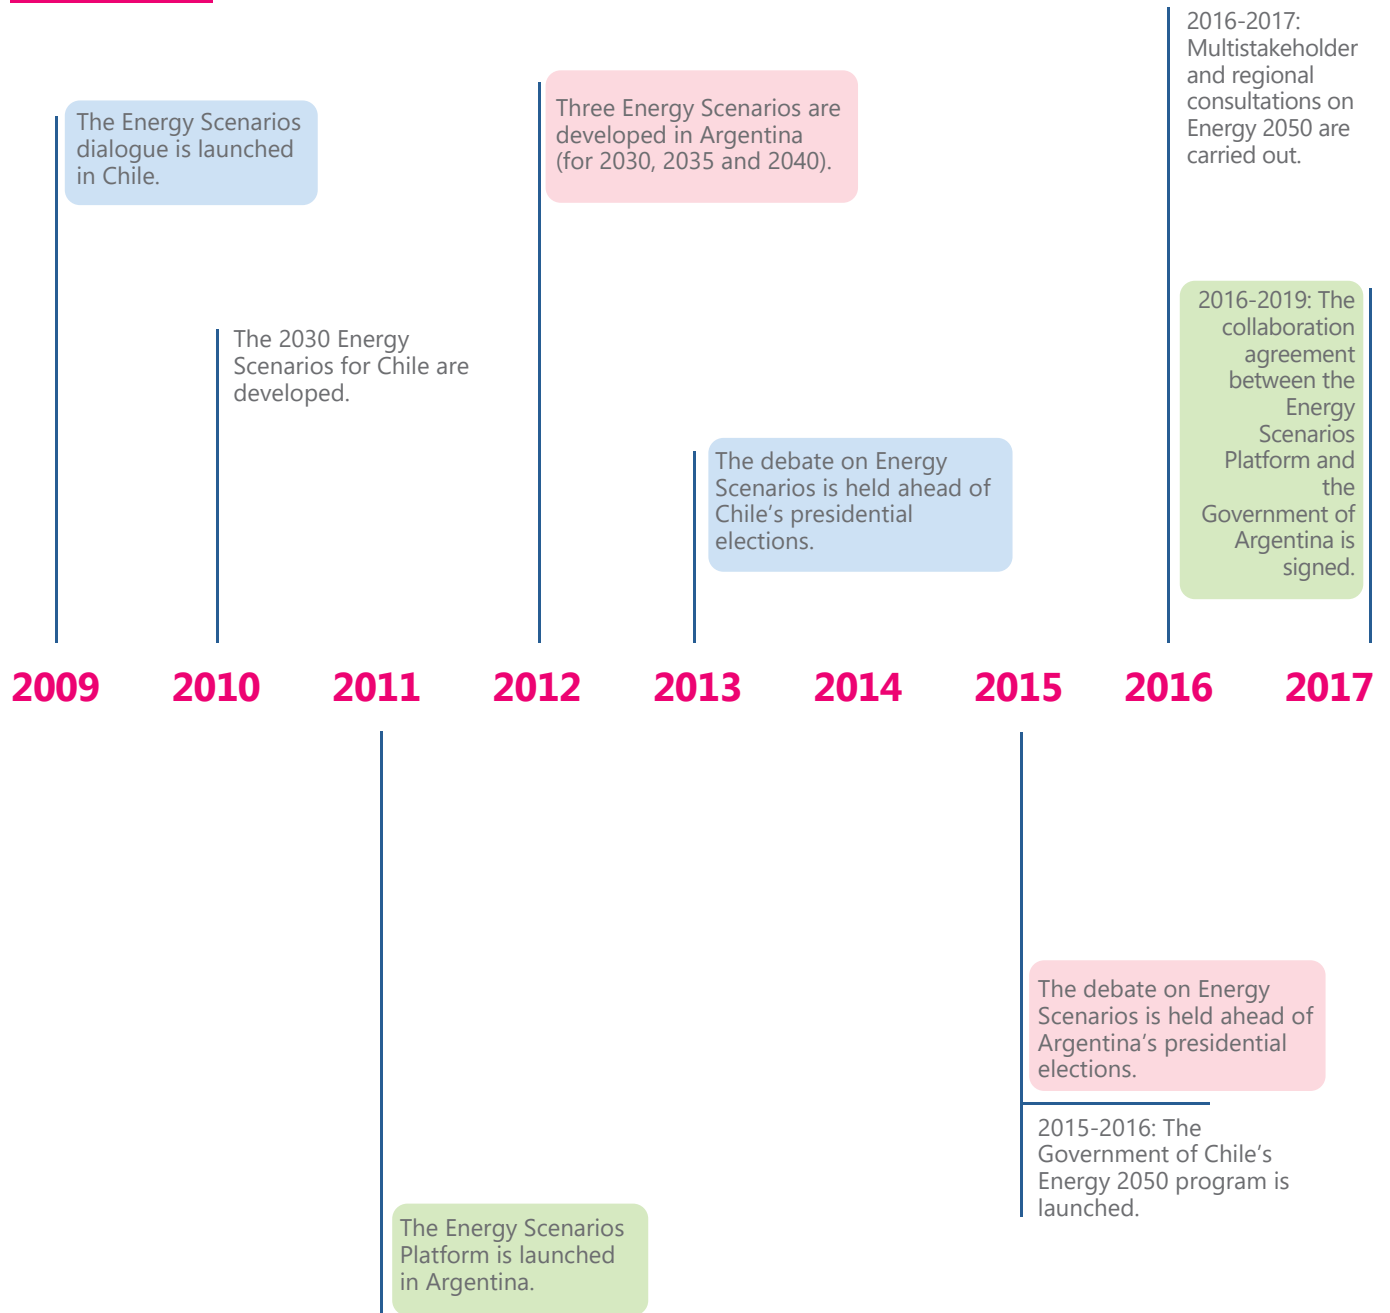 2016-2017:
Multistakeholder
and regional
consultations on
Energy 2050 are
carried out.
Three Energy Scenarios are
developed in Argentina
(for 2030, 2035 and 2040).
The Energy Scenarios
dialogue is launched
in Chile.
2016-2019: The
collaboration
agreement
between the
Energy
Scenarios
Platform and
the
Government of
Argentina is
signed.
The 2030 Energy
Scenarios for Chile are
developed.
The debate on Energy
Scenarios is held ahead of
Chile’s presidential
elections.
2009 2010 2011 2012 2013 2014 2015 2016 2017
The debate on Energy
Scenarios is held ahead of
Argentina’s presidential
elections.
2015-2016: The
Government of Chile’s
Energy 2050 program is
launched.
The Energy Scenarios
Platform is launched
in Argentina.